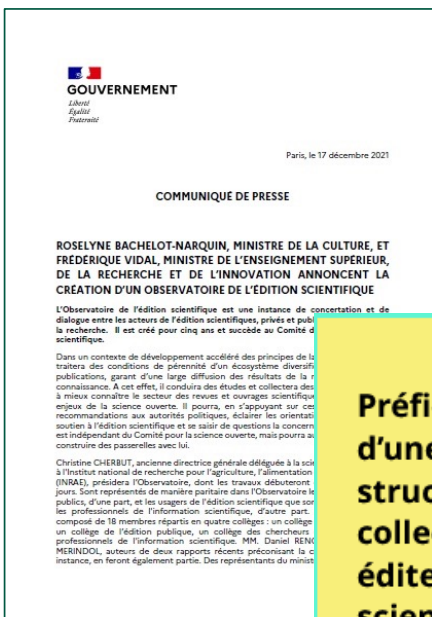 GOUVERNEMENT
Liberté
Égalité
Fraternité
Paris, le 17 décembre 2021
COMMUNIQUÉ DE PRESSE
ROSELYNE BACHELOT-NARQUIN, MINISTRE DE LA CULTURE, ET
FRÉDÉRIQUE VIDAL, MINISTRE DE L'ENSEIGNEMENT SUPÉRIEUR,
DE LA RECHERCHE ET DE L'INNOVATION ANNONCENT LA
CRÉATION D'UN OBSERVATOIRE DE L'ÉDITION SCIENTIFIQUE
L'Observatoire de l'édition scientifique est une instance de concertation et de
dialogue entre les acteurs de l'édition scientifiques, privés et
la recherche. Il est créé pour cinq ans et succède au Comité
scientifique.
Dans un contexte de développement accéléré des principes de la
traitera des conditions de pérennité d'un écosystème
publications, garant d'une large diffusion des résultats de la
connaissance. A cet effet, il conduira des études et collectera des
à mieux connaître le secteur des revues et ouvrages
enjeux de la science ouverte. Il pourra, en s'appuyant sur
recommandations aux autorités politiques, éclairer les
soutien à l'édition scientifique et se saisir de questions la
est indépendant du Comité pour la science ouverte, mais pourra
construire des passerelles avec lui.
Christine CHERBUT, ancienne directrice générale déléguée à la
à l'Institut national de recherche pour l'agriculture, l'alimentation
(INRAE), présidera l'Observatoire, dont les travaux débuteront
jours. Sont représentés de manière paritaire dans l'Observatoire
publics, d'une part, et les usagers de l'édition scientifique que
les professionnels de l'information scientifique, d'autre part.
composé de 18 membres répartis en quatre collèges : un collège
un collège de l'édition publique, un collège des chercheurs
professionnels de l'information scientifique. MM. Daniel
MERINDOL, auteurs de deux rapports récents préconisant la
instance, en feront également partie. Des représentants du
Préfi
d'une
struc
colle
édite
scien